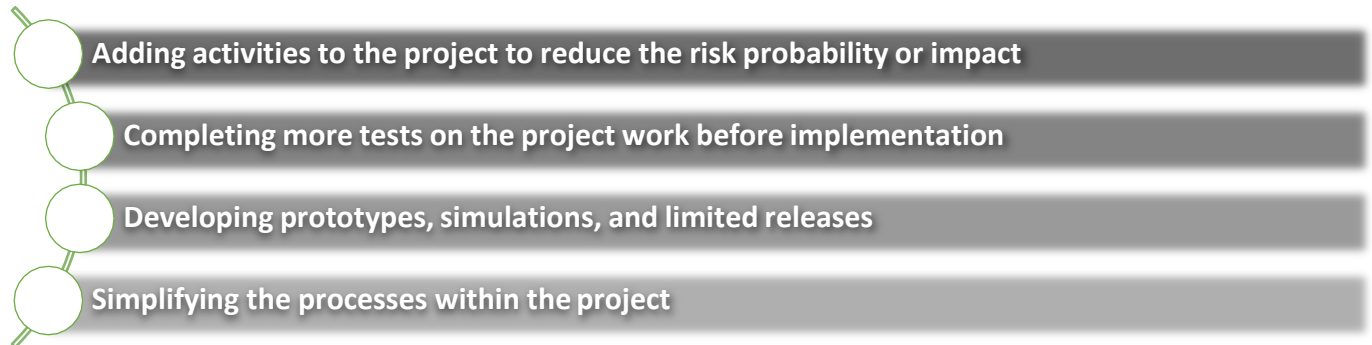 Adding activities to the project to reduce the risk probability or impact
Completing more tests on the project work before implementation
Developing prototypes, simulations, and limited releases
Simplifying the processes within the project